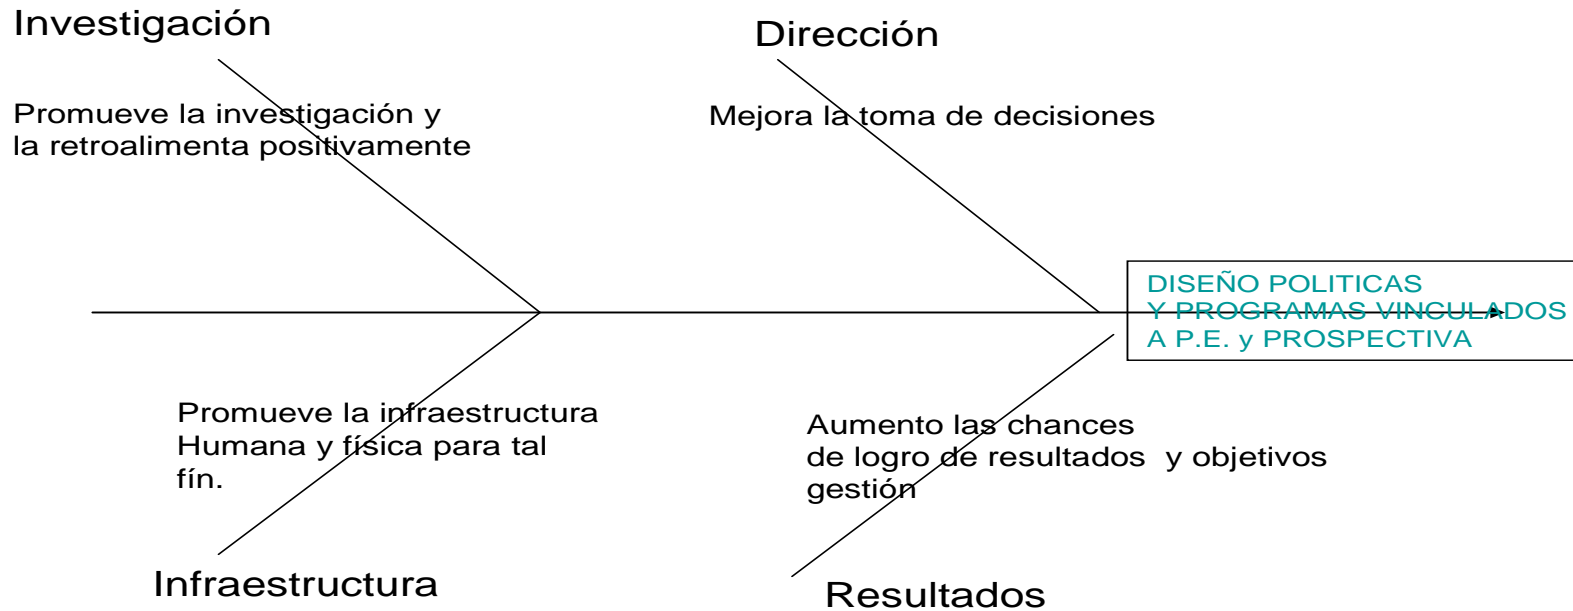 Investigación
Dirección
Promueve la investigación y
la retroalimenta positivamente
Mejora la toma de decisiones
DISEÑO POLITICAS
Y PROGRAMAS VINCULADOS
A P.E. y PROSPECTIVA
Promueve la infraestructura
Humana y física para tal
fín.
Aumento las chances
de logro de resultados  y objetivos
gestión
Infraestructura
Resultados